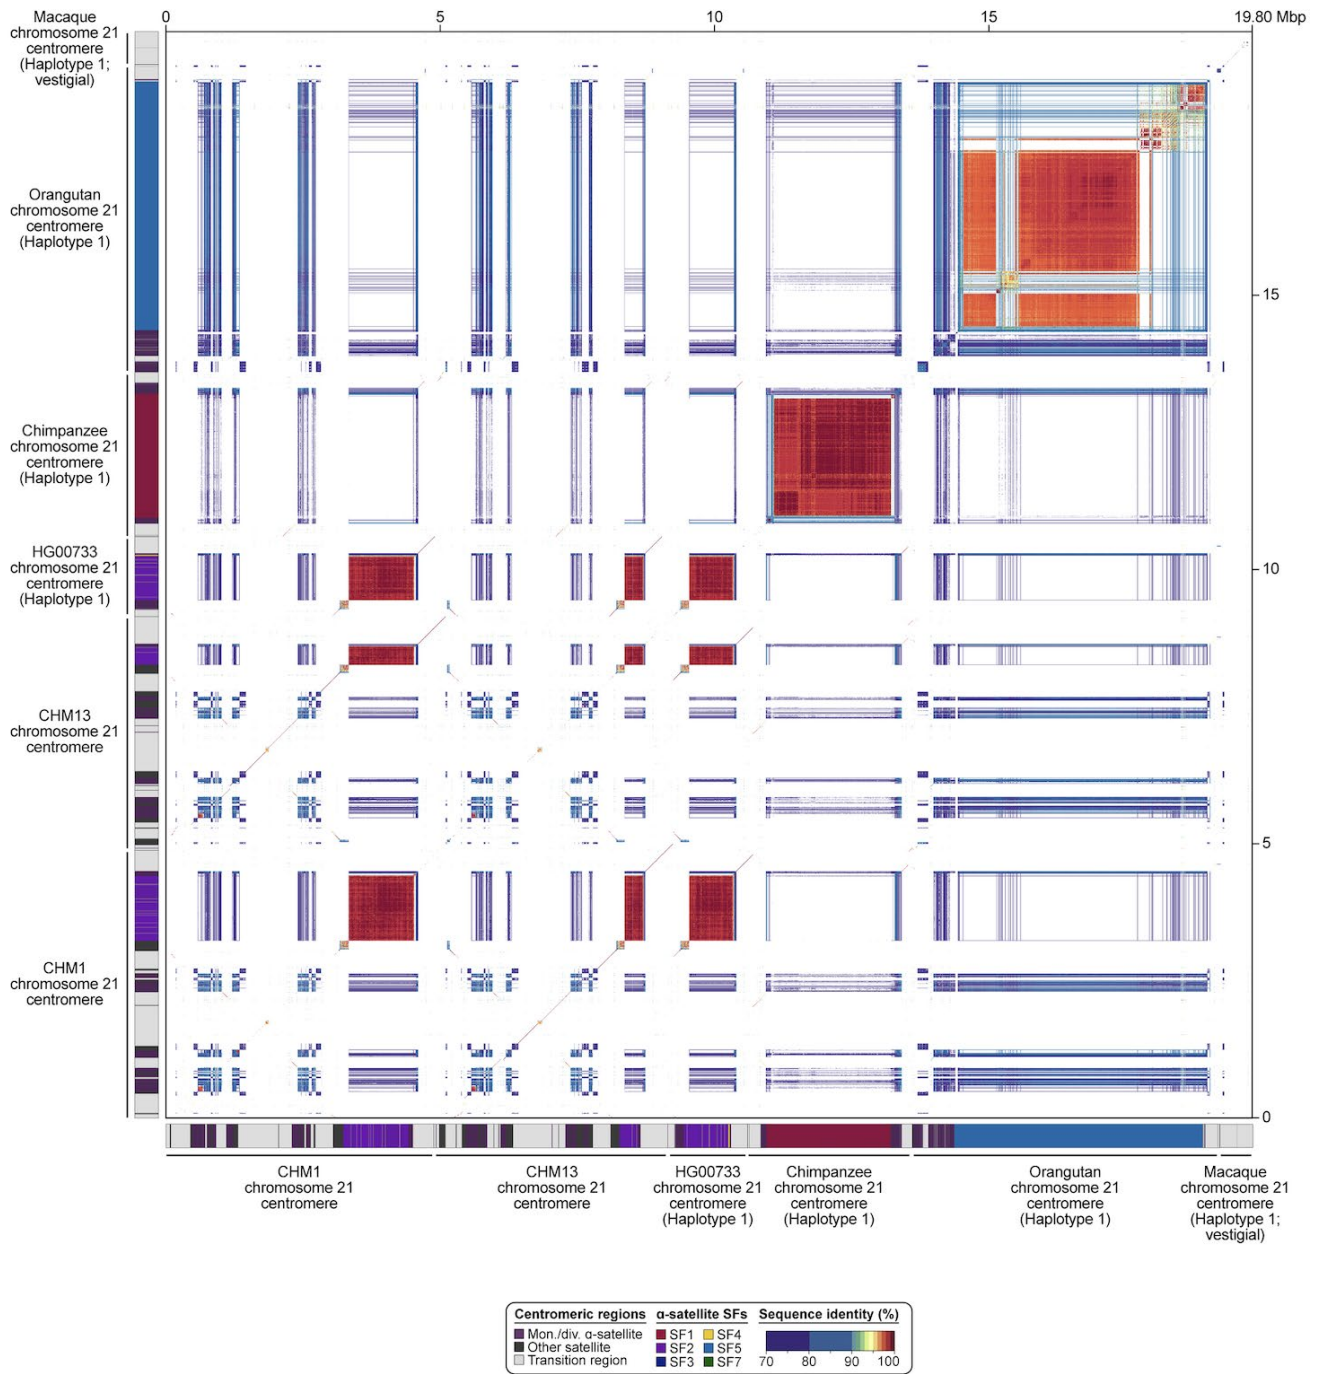 Macaque
chromosome 21
centromere
(Haplotype 1;
vestigial)
0
5
10
15
19.80 Mbp
Orangutan
chromosome 21
centromere
(Haplotype 1)
15
Chimpanzee
chromosome 21
centromere
(Haplotype 1)
HG00733
chromosome 21
centromere
(Haplotype 1)
10
CHM13
chromosome 21
centromere
5
CHM1
chromosome 21
centromere
0
CHM1
chromosome 21
centromere
CHM13
chromosome 21
centromere
HG00733
chromosome 21
centromere
(Haplotype 1)
Chimpanzee
chromosome 21
centromere
(Haplotype 1)
Orangutan
chromosome 21
centromere
(Haplotype 1)
Macaque
chromosome 21
centromere
(Haplotype 1;
vestigial)
Centromeric regions
Mon./div. α-satellite
Other satellite
Transition region
α-satellite SFs
SF1 SF4
SF2 SF5
SF3 SF7
Sequence identity (%)
70 80 90 100